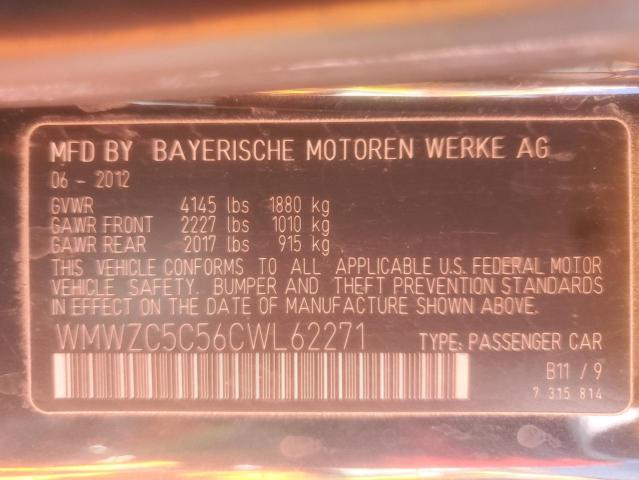 MFD BY BAYERISCHE MOTOREN WERKE AG
06 - 2012
GVWR 4145 lbs 1880 kg
GAWR FRONT 2227 lbs 1010 kg
GAWR REAR 2017 lbs 915 kg
THIS VEHICLE CONFORMS TO ALL APPLICABLE U.S. FEDERAL MOTOR
VEHICLE SAFETY, BUMPER AND THEFT PREVENTION STANDARDS
IN EFFECT ON THE DATE OF MANUFACTURE SHOWN ABOVE.
WMWZC5C56CWL62271 TYPE: PASSENGER CAR
B11 / 9
7 315 814